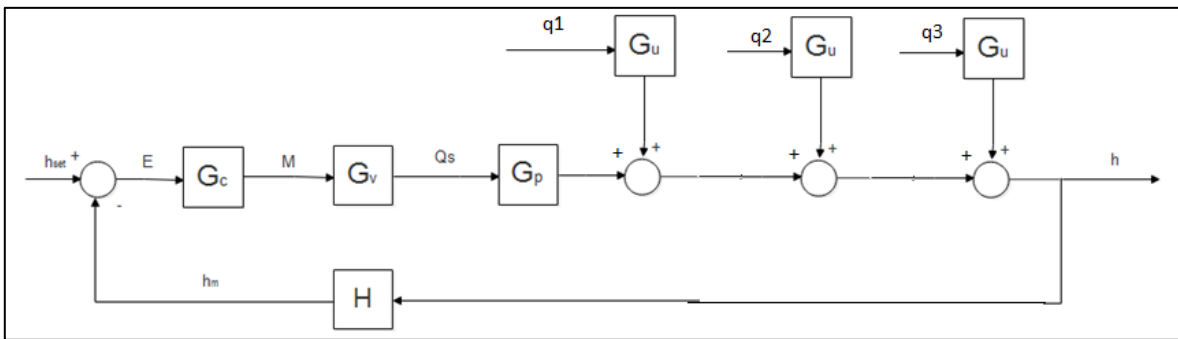 q1
q2
q3
Gu
Gu
Gu
+
+
+
hset +
E
Gc
M
Gv
Qs
Gp
+
+
+
h
-
hm
H